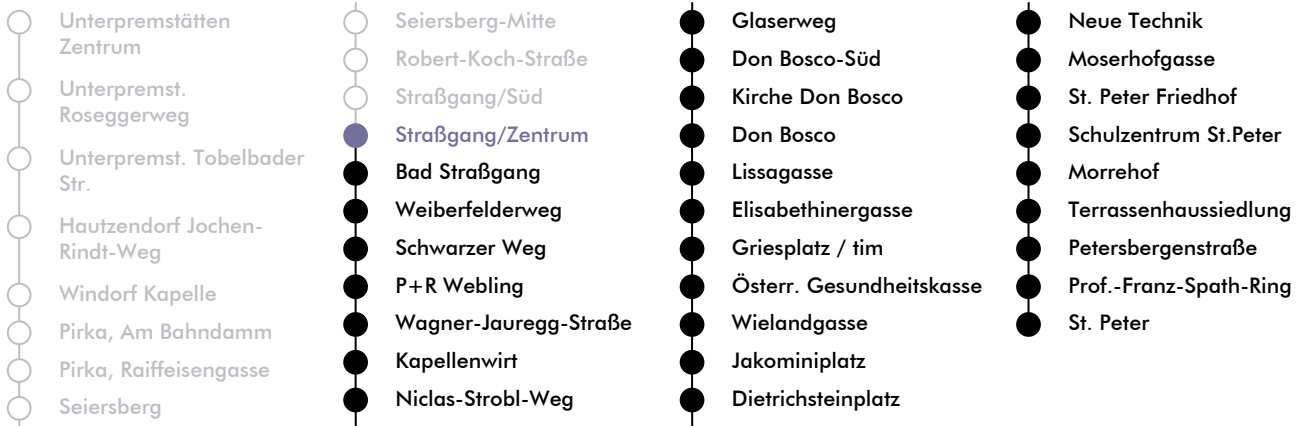 Unterpremstätten
Zentrum
Unterpremst.
Roseggerweg
Unterpremst. Tobelbader
Str.
Hautzendorf Jochen-
Rindt-Weg
Windorf Kapelle
Pirka, Am Bahndamm
Pirka, Raiffeisengasse
Seiersberg
Seiersberg-Mitte
Robert-Koch-Straße
Straßgang/Süd
Straßgang/Zentrum
Bad Straßgang
Weiberfelderweg
Schwarzer Weg
P+R Webling
Wagner-Jauregg-Straße
Kapellenwirt
Niclas-Strobl-Weg
Glaserweg
Don Bosco-Süd
Kirche Don Bosco
Don Bosco
Lissagasse
Elisabethinergasse
Griesplatz / tim
Österr. Gesundheitskasse
Wielandgasse
Jakominiplatz
Dietrichsteinplatz
Neue Technik
Moserhofgasse
St. Peter Friedhof
Schulzentrum St.Peter
Morrehof
Terrassenhaussiedlung
Petersbergenstraße
Prof.-Franz-Spath-Ring
St. Peter